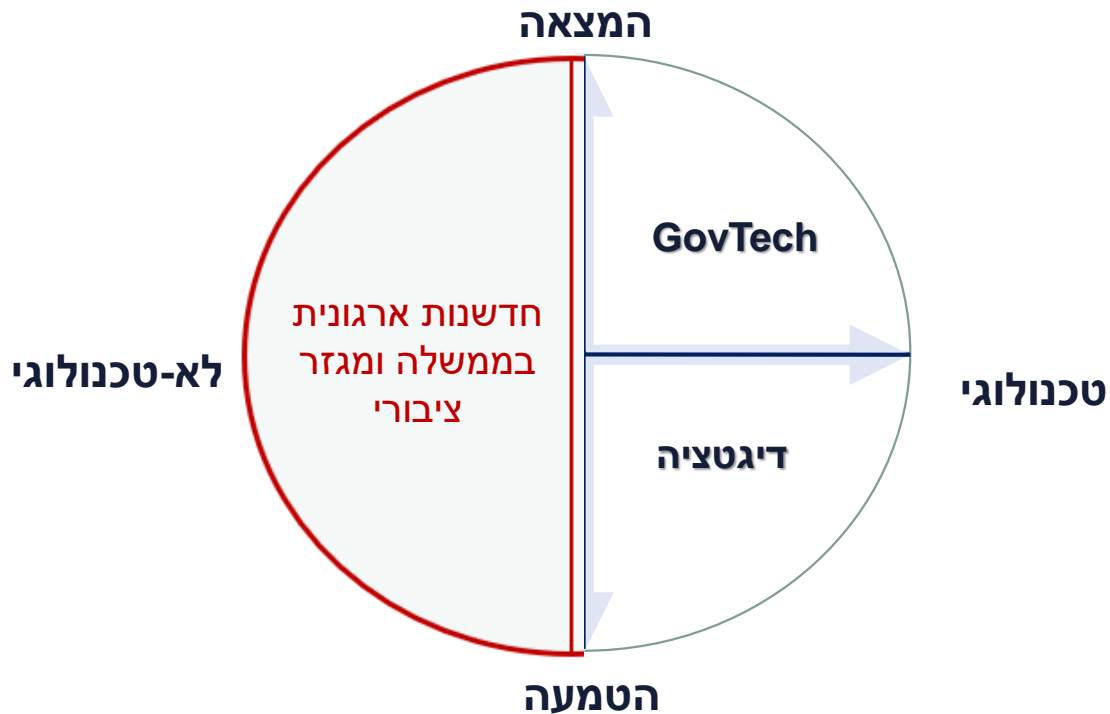 המצאה
GovTech
חדשנות ארגונית
בממשלה ומגזר
ציבורי
טכנולוגי
לא-טכנולוגי
דיגטציה
הטמעה